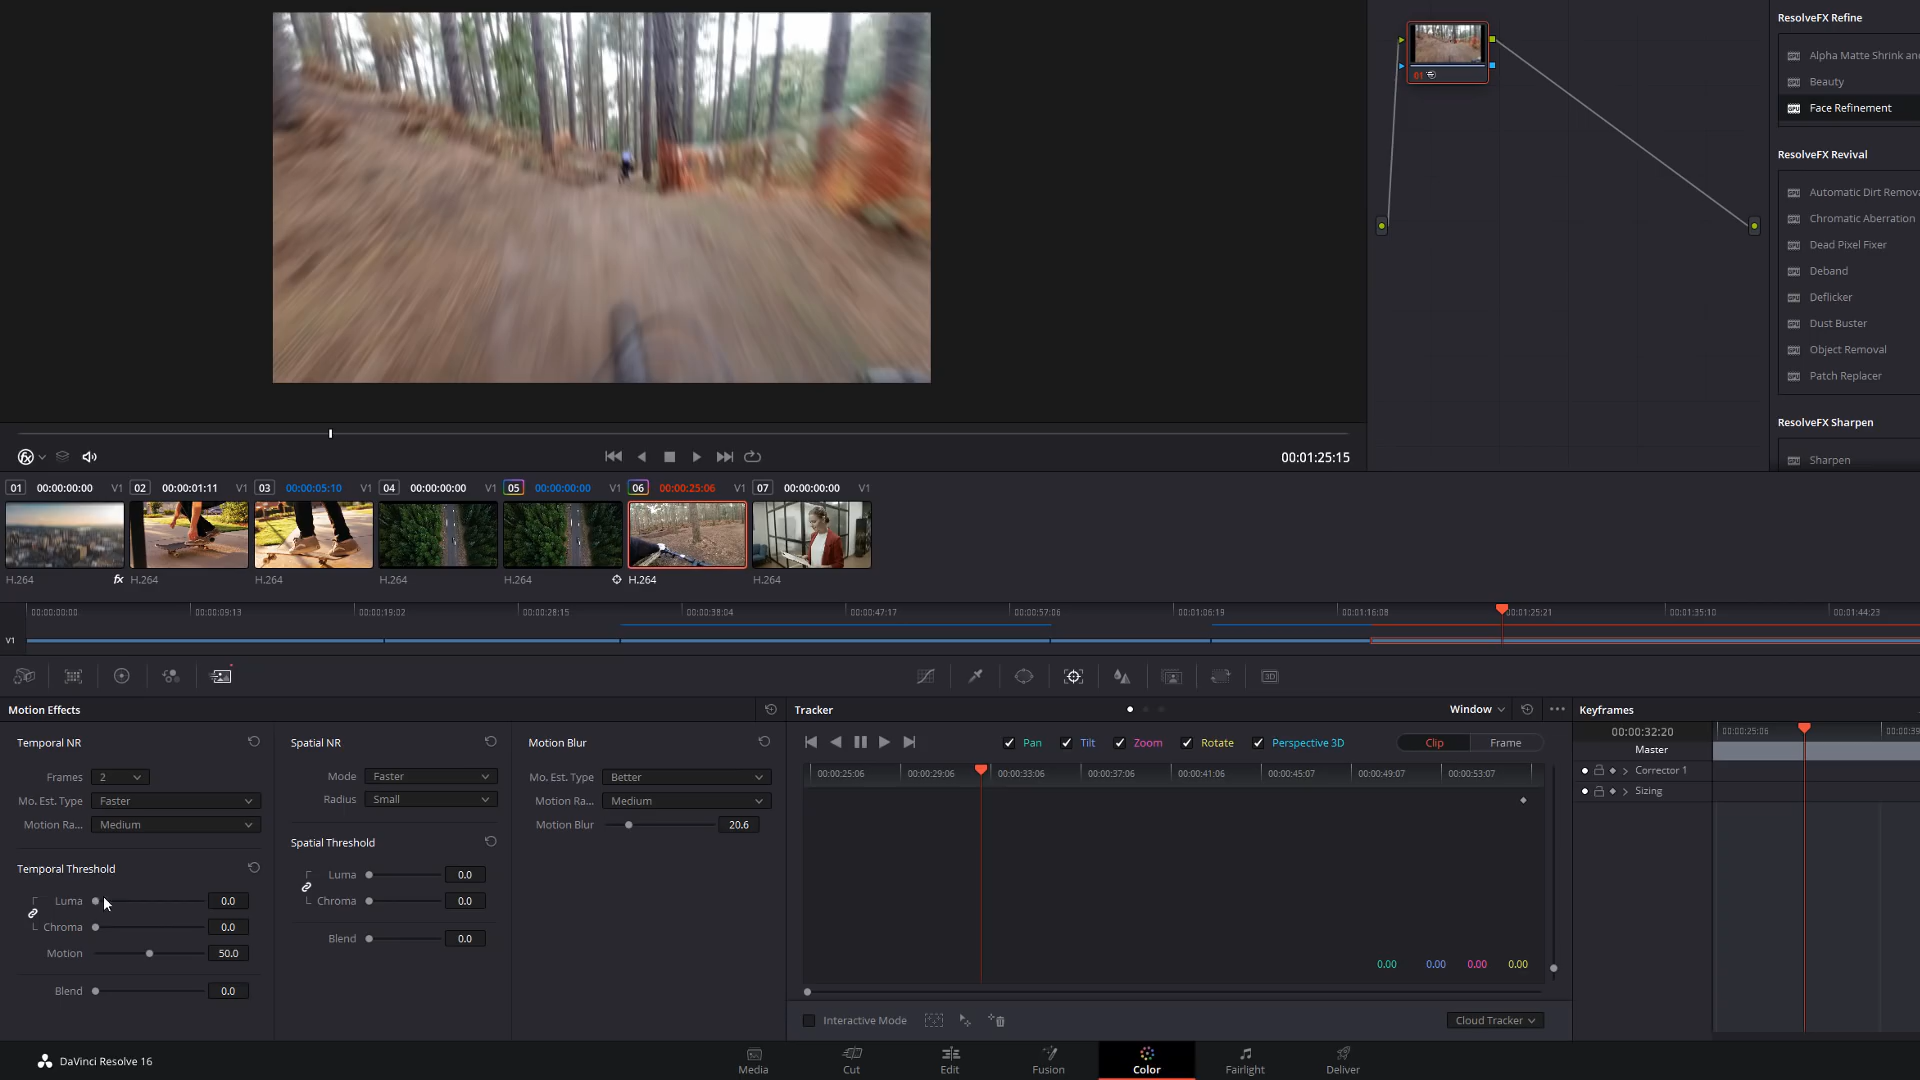 ResolveFX Refine
Alpha Matte Shrink and
Beauty
Face Refinement
ResolveFX Revival
Automatic Dirt Remova
Chromatic Aberration
Dead Pixel Fixer
Deband
Deflicker
Dust Buster
Object Removal
Patch Replacer
ResolveFX Sharpen
Sharpen
01
00:01:25:15
01 00:00:00:00 V1 02 00:00:01:11 V1 03 00:00:05:10 V1 04 00:00:00:00 V1 05 00:00:00:00 V1 06 00:00:25:06 V1 07 00:00:00:00 V1
H.264 fx H.264 H.264 H.264 H.264 H.264 H.264
00:00:00:00 00:00:09:13 00:00:19:02 00:00:28:15 00:00:38:04 00:00:47:17 00:00:57:06 00:01:06:19 00:01:16:08 00:01:25:21 00:01:35:10 00:01:44:23
V1
3D
Motion Effects
Temporal NR
Frames 2
Mo. Est. Type Faster
Motion Ra... Medium
Temporal Threshold
Luma 0.0
Chroma 0.0
Motion 50.0
Blend 0.0
Spatial NR
Mode Faster
Radius Small
Spatial Threshold
Luma 0.0
Chroma 0.0
Blend 0.0
Motion Blur
Mo. Est. Type Better
Motion Ra... Medium
Motion Blur 20.6
Tracker
Window
Pan Tilt Zoom Rotate Perspective 3D Clip Frame
00:00:25:06 00:00:29:06 00:00:33:06 00:00:37:06 00:00:41:06 00:00:45:07 00:00:49:07 00:00:53:07
0.00 0.00 0.00 0.00
Interactive Mode
Cloud Tracker
Keyframes
00:00:32:20 00:00:25:06 00:00:39
Master
Corrector 1
Sizing
DaVinci Resolve 16
Media Cut Edit Fusion Color Fairlight Deliver